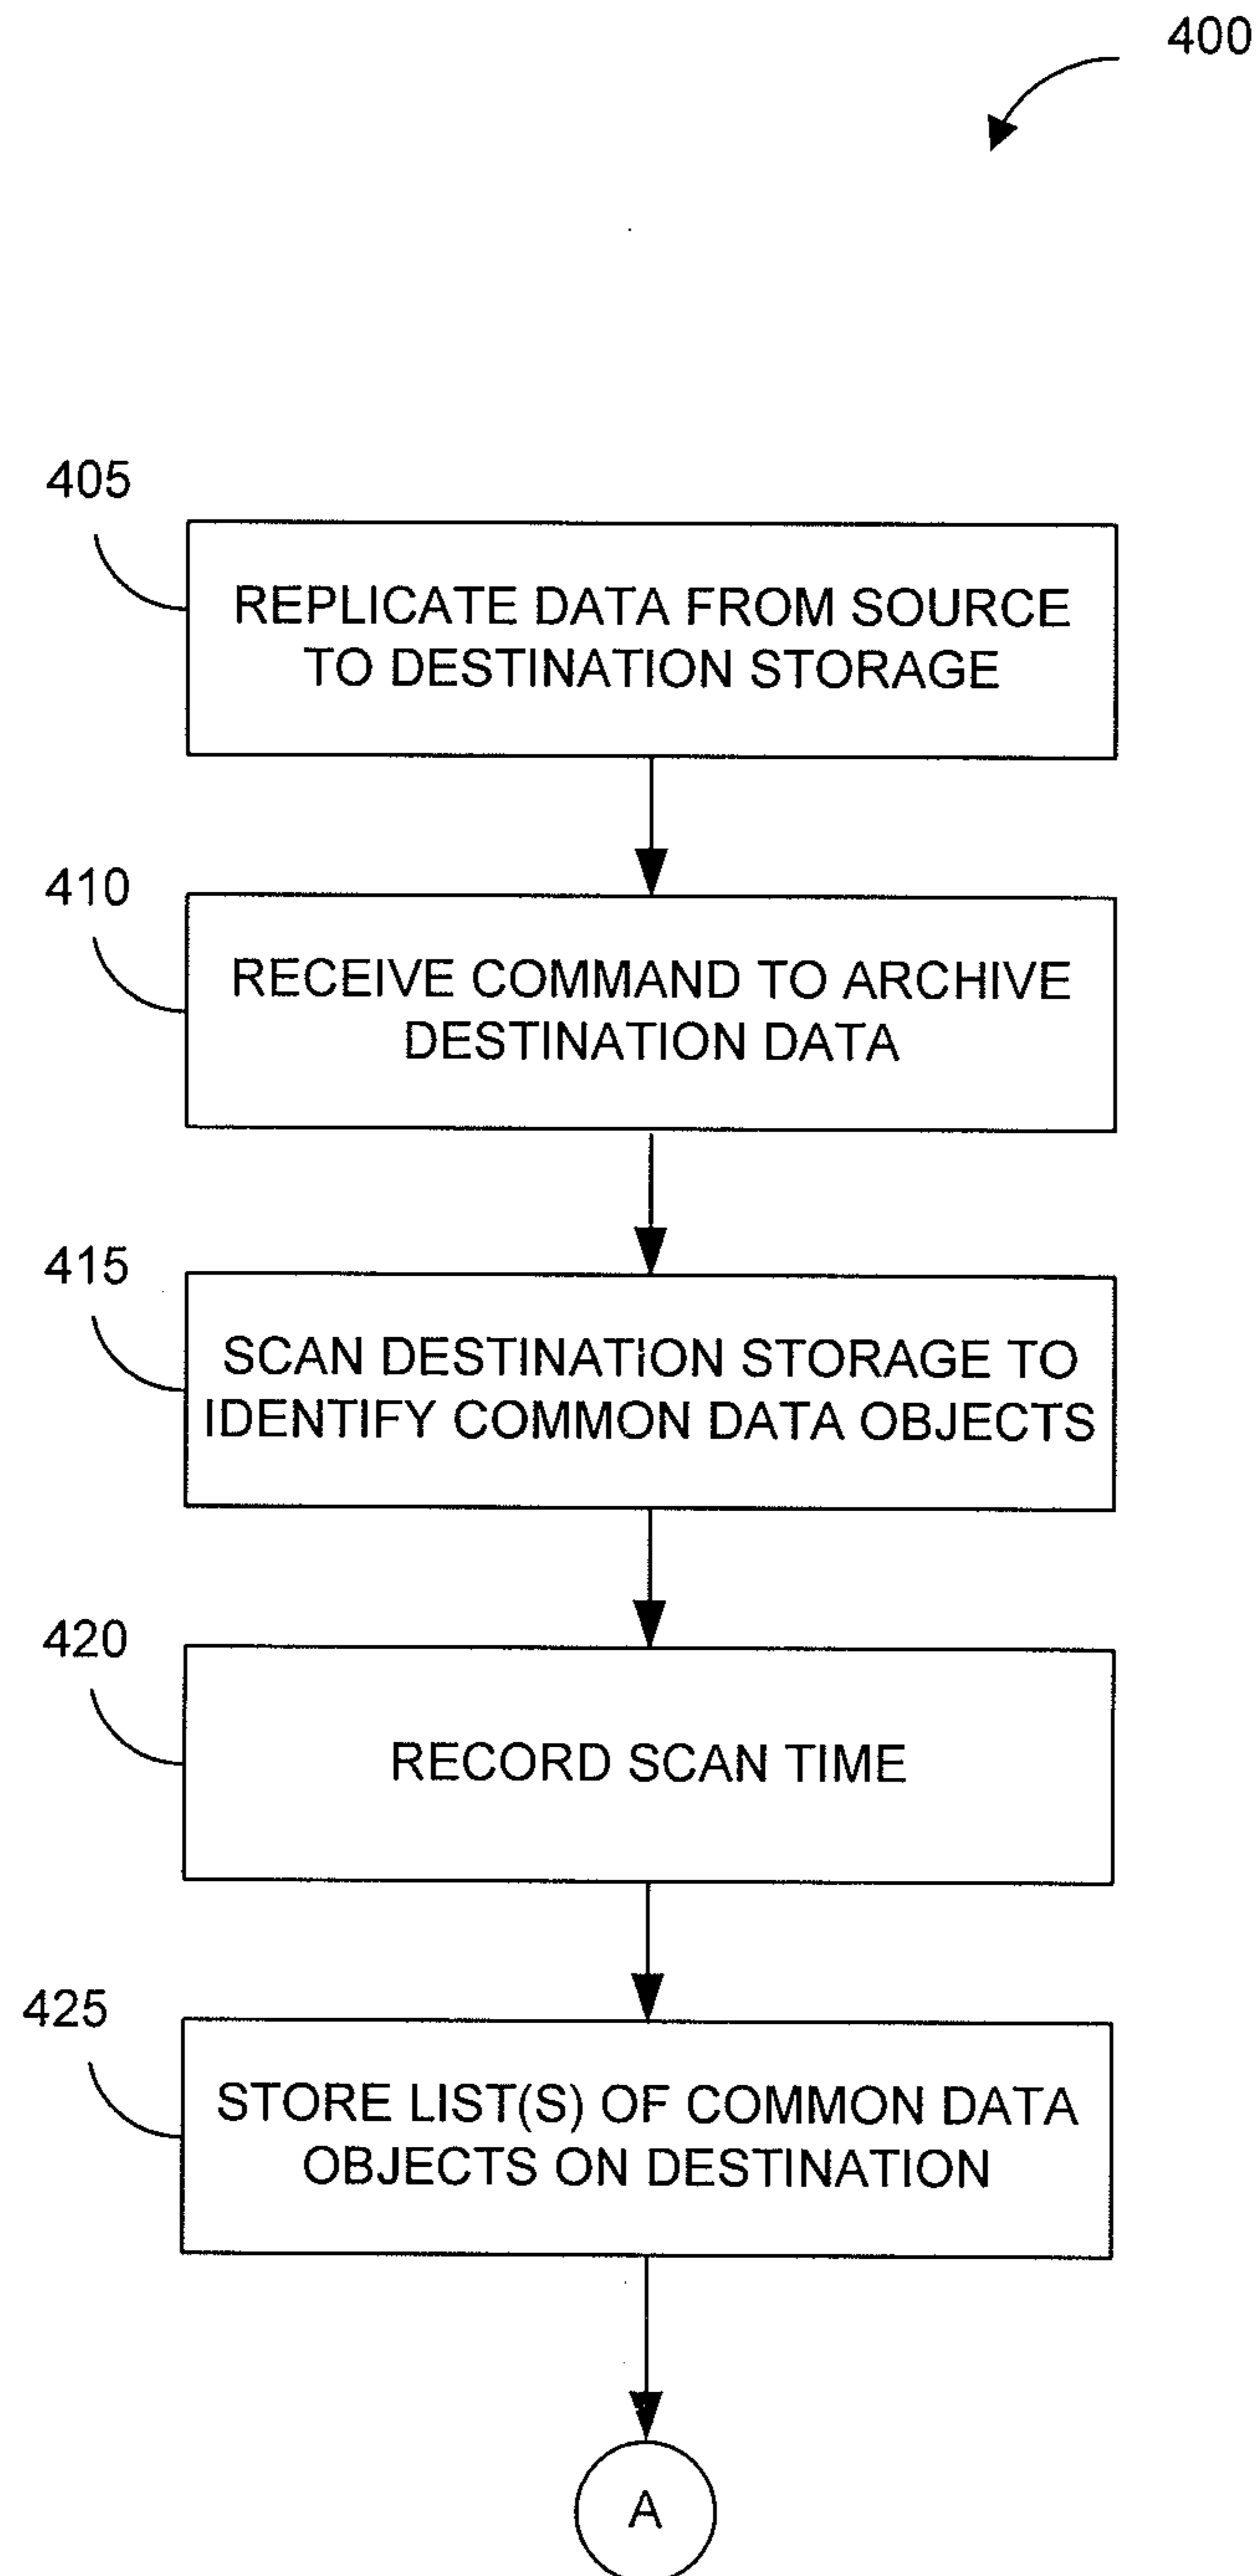 400
405
REPLICATE DATA FROM SOURCE
TO DESTINATION STORAGE
410
RECEIVE COMMAND TO ARCHIVE
DESTINATION DATA
415
SCAN DESTINATION STORAGE TO
IDENTIFY COMMON DATA OBJECTS
420
RECORD SCAN TIME
425
STORE LIST(S) OF COMMON DATA
OBJECTS ON DESTINATION
A